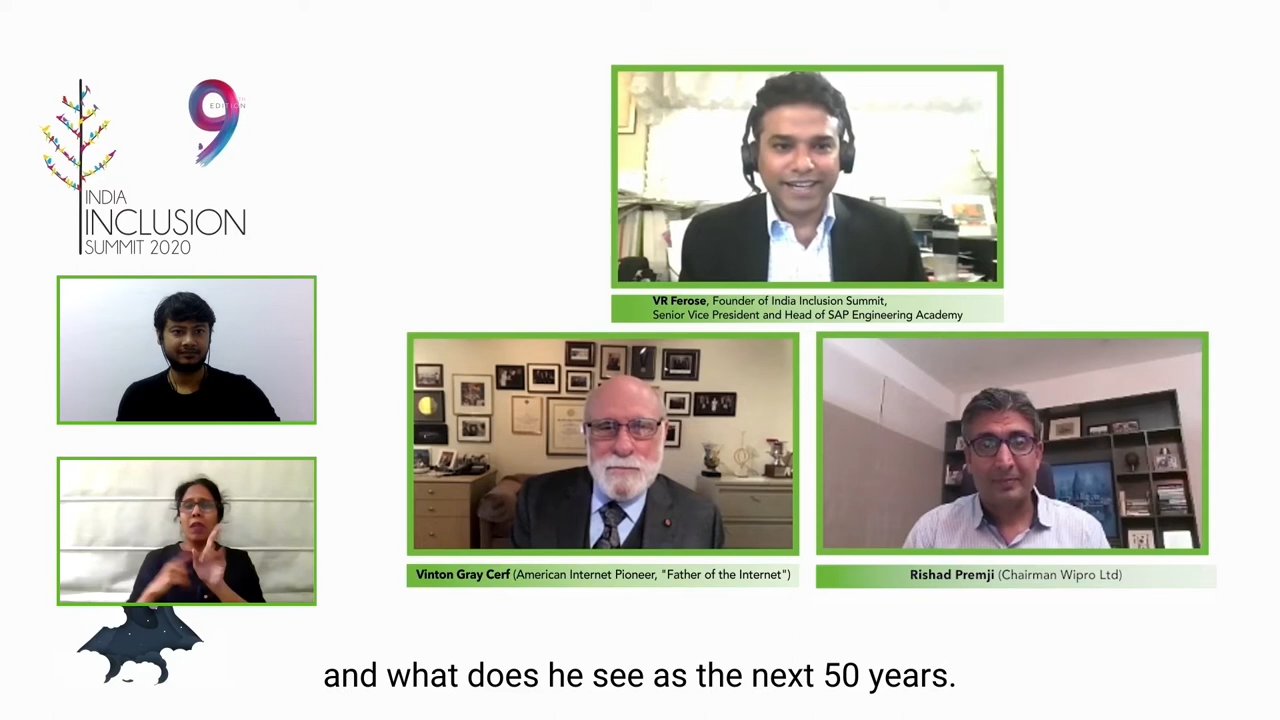 9
EDITION
INDIA
INCLUSION
SUMMIT 2020
VR Ferose, Founder of India Inclusion Summit,
Senior Vice President and Head of SAP Engineering Academy
Vinton Gray Cerf (American Internet Pioneer, "Father of the Internet")
Rishad Premji (Chairman Wipro Ltd)
and what does he see as the next 50 years.